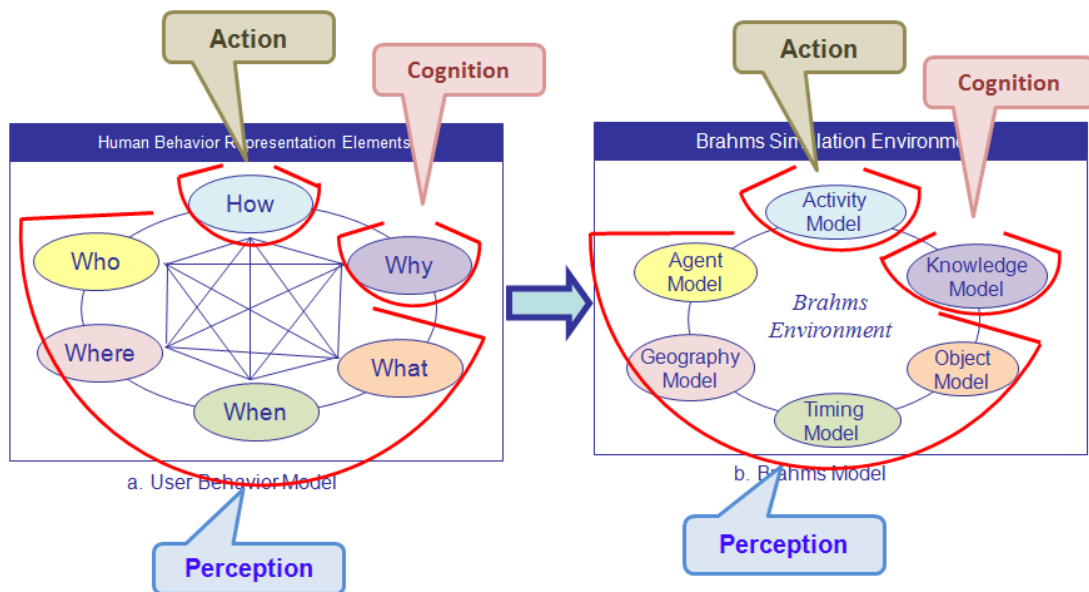 Action
Cognition
Human Behavior Representation Elements
How
Who
Why
Where
What
When
a. User Behavior Model
Perception
Action
Cognition
Brahms Simulation Environme
Activity
Model
Agent
Model
Knowledge
Model
Brahms
Environment
Geography
Model
Object
Model
Timing
Model
b. Brahms Model
Perception